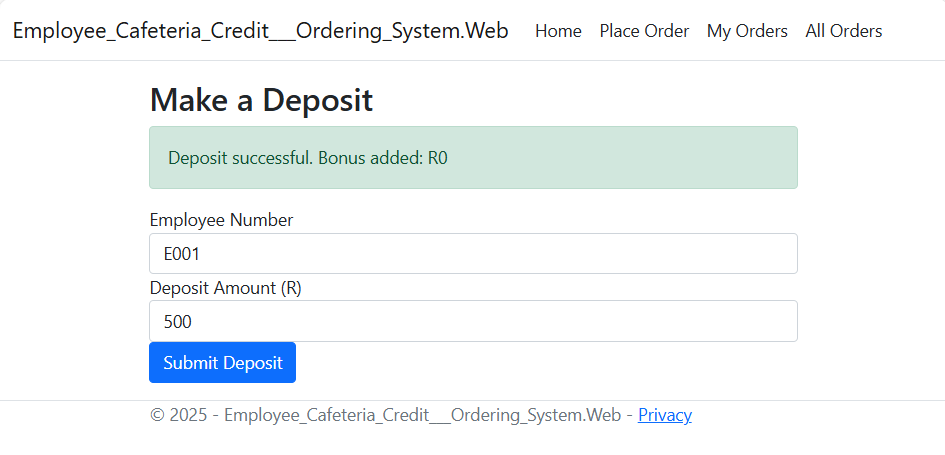 Employee_Cafeteria_Credit___Ordering_System.Web Home Place Order My Orders All Orders
Make a Deposit
Deposit successful. Bonus added: R0
Employee Number
E001
Deposit Amount (R)
500
Submit Deposit
© 2025 - Employee_Cafeteria_Credit___Ordering_System.Web - Privacy